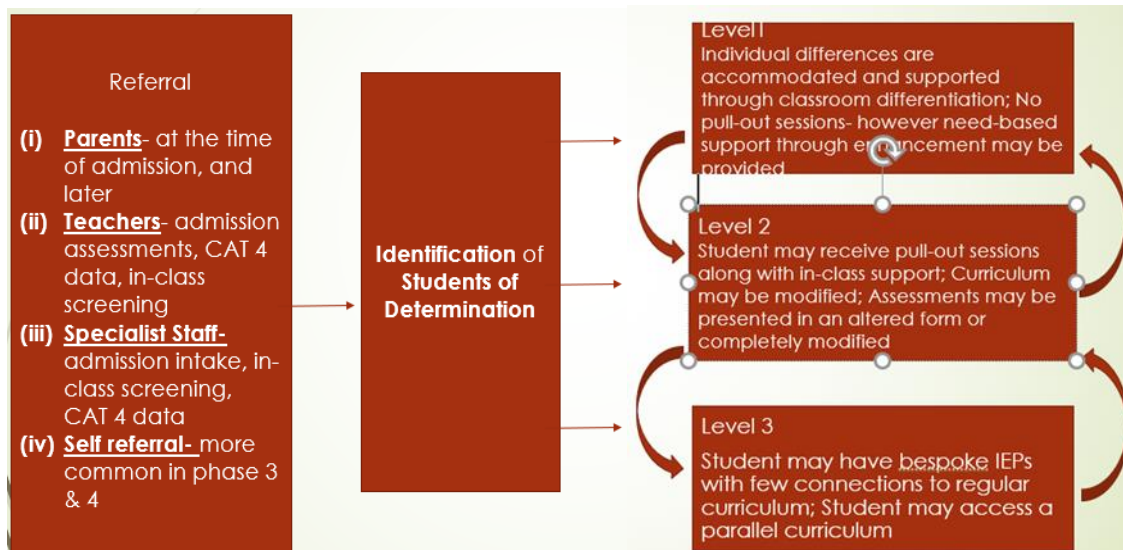 Referral
(i) Parents- at the time
of admission, and
later
(ii) Teachers- admission
assessments, CAT 4
data, in-class
screening
(iii) Specialist Staff-
admission intake, in-
class screening,
CAT 4 data
(iv) Self referral- more
common in phase 3
& 4
Identification of
Students of
Determination
Level1
Individual differences are
accommodated and supported
through classroom differentiation; No
pull-out sessions- however need-based
support through may be
provided
Level 2
Student may receive pull-out sessions
along with in-class support; Curriculum
may be modified; Assessments may be
presented in an altered form or
completely modified
Level 3
Student may have bespoke IEPs
with few connections to regular
curriculum; Student may access a
parallel curriculum